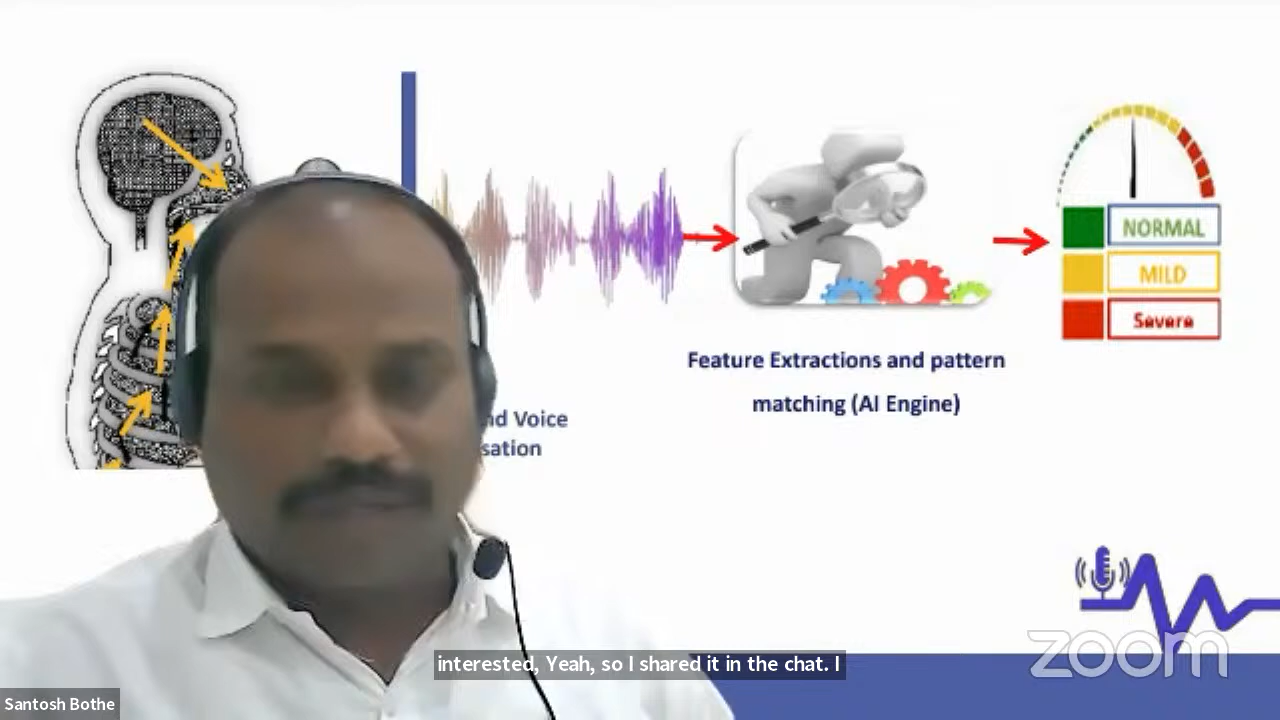 NORMAL
MILD
Severe
Feature Extractions and pattern
matching (AI Engine)
nd Voice
sation
interested, Yeah, so I shared it in the chat. I
zoom
Santosh Bothe